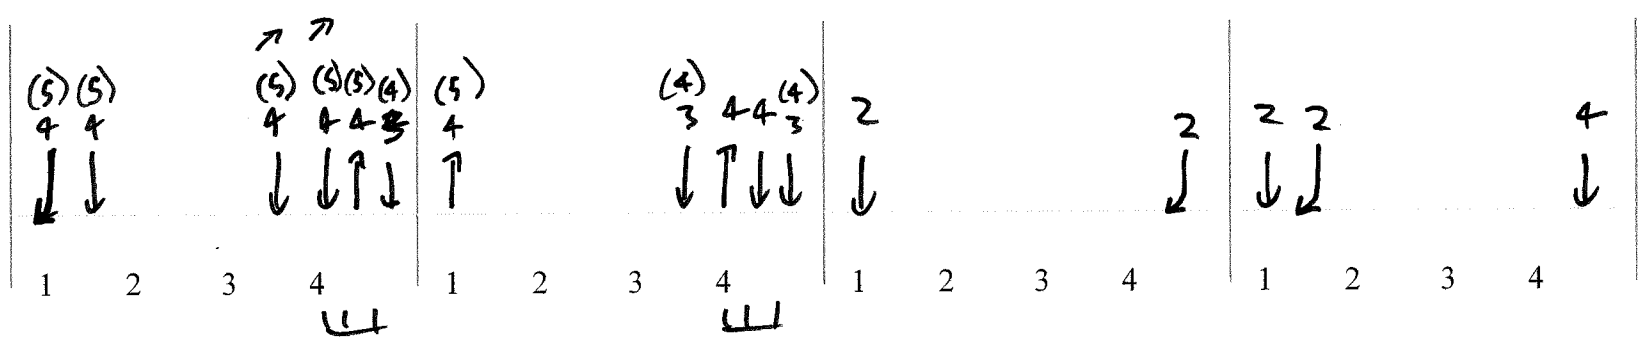 ↗ ↗
(5) (5) (5) (5) (5) (4) (5) (4) (4)
4 4 4 4 4 4 3 4 4 3 2 2 2 2 4
↙ ↓ ↓ ↓ ↑ ↓ ↑ ↓ ↑ ↓ ↓ ↓ ↙ ↓ ↙ ↓
1 2 3 4 1 2 3 4 1 2 3 4 1 2 3 4